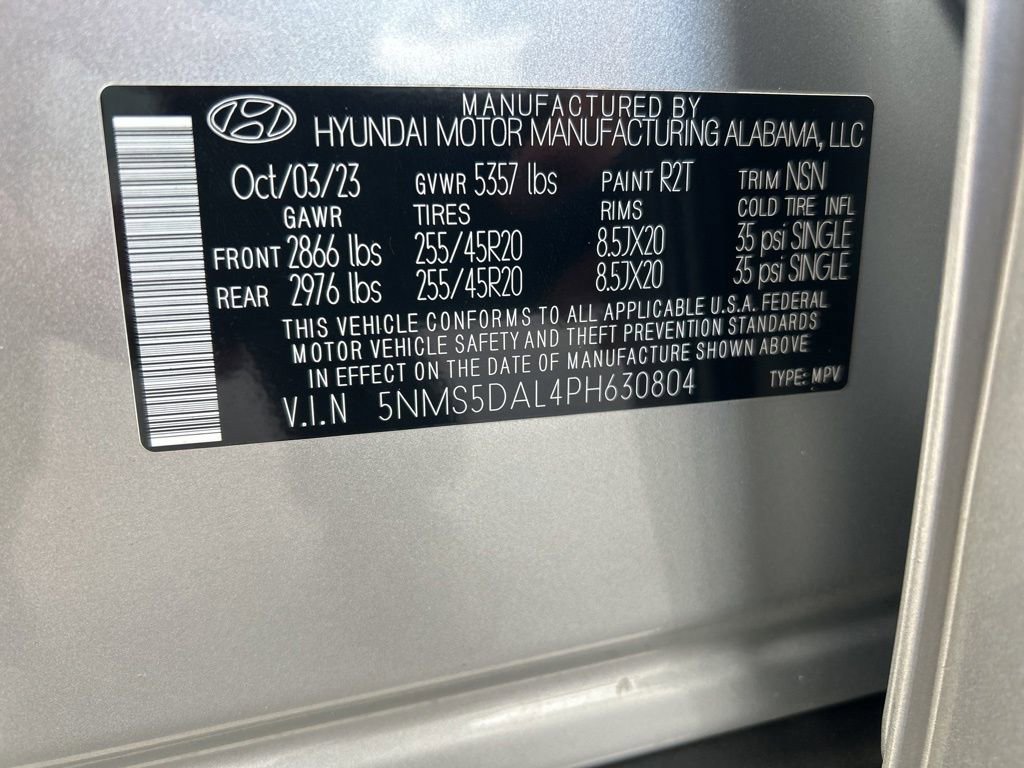 MANUFACTURED BY
HYUNDAI MOTOR MANUFACTURING ALABAMA, LLC
Oct/03/23 GVWR 5357 lbs PAINT R2T TRIM NSN
GAWR TIRES RIMS COLD TIRE INFL
FRONT 2866 lbs 255/45R20 8.5JX20 35 psi SINGLE
REAR 2976 lbs 255/45R20 8.5JX20 35 psi SINGLE
THIS VEHICLE CONFORMS TO ALL APPLICABLE U.S.A. FEDERAL
MOTOR VEHICLE SAFETY AND THEFT PREVENTION STANDARDS
IN EFFECT ON THE DATE OF MANUFACTURE SHOWN ABOVE
V.I.N 5NMS5DAL4PH630804 TYPE: MPV